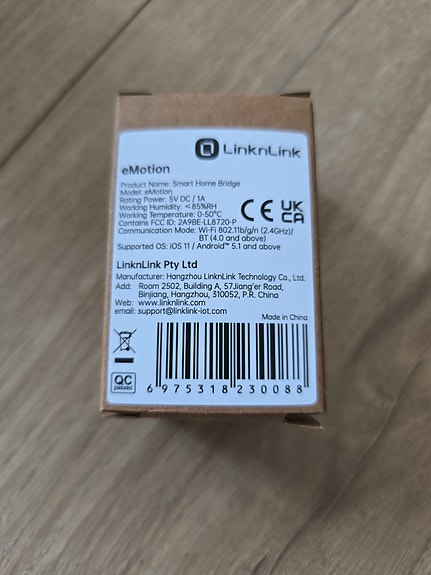 LinknLink
eMotion
Product Name: Smart Home Bridge
Model: eMotion
Rating Power: 5V DC / 1A
Working Humidity: ≤85%RH
Working Temperature: 0-50°C
Contains FCC ID: 2A9BE-LL8720-P
CE UK CA
Communication Mode: Wi-Fi 802.11b/g/n (2.4GHz)/
BT (4.0 and above)
Supported OS: iOS 11 / Android™ 5.1 and above
LinknLink Pty Ltd
Manufacturer: Hangzhou LinknLink Technology Co., Ltd.
Add: Room 2502, Building A, 57Jiang'er Road,
Binjiang, Hangzhou, 310052, P.R. China
Web: www.linknlink.com
email: support@linklink-iot.com
Made in China
QC
passed
6 975318 230088